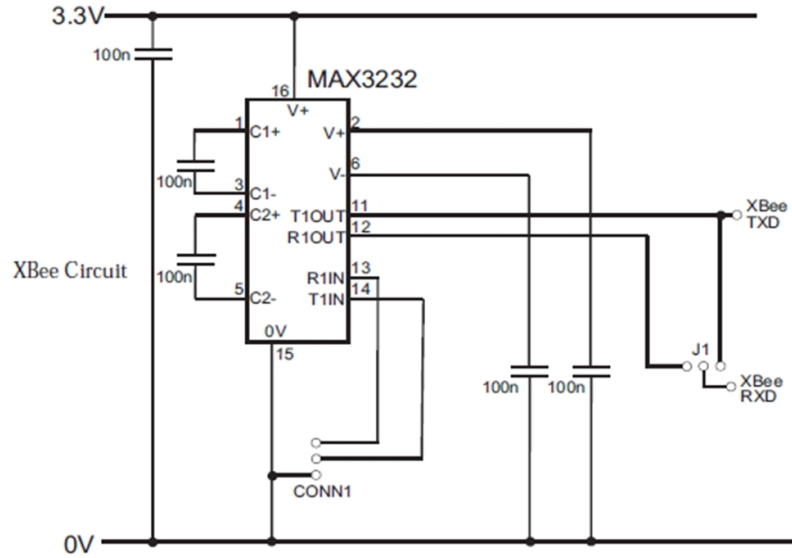 3.3V
100n
MAX3232
16
V+
1
C1+
V+
2
100n
V-
6
3
C1-
4
C2+
T1OUT
11
XBee
TXD
R1OUT
12
XBee Circuit
100n
R1IN
13
5
C2-
T1IN
14
0V
15
J1
100n
100n
XBee
RXD
CONN1
0V